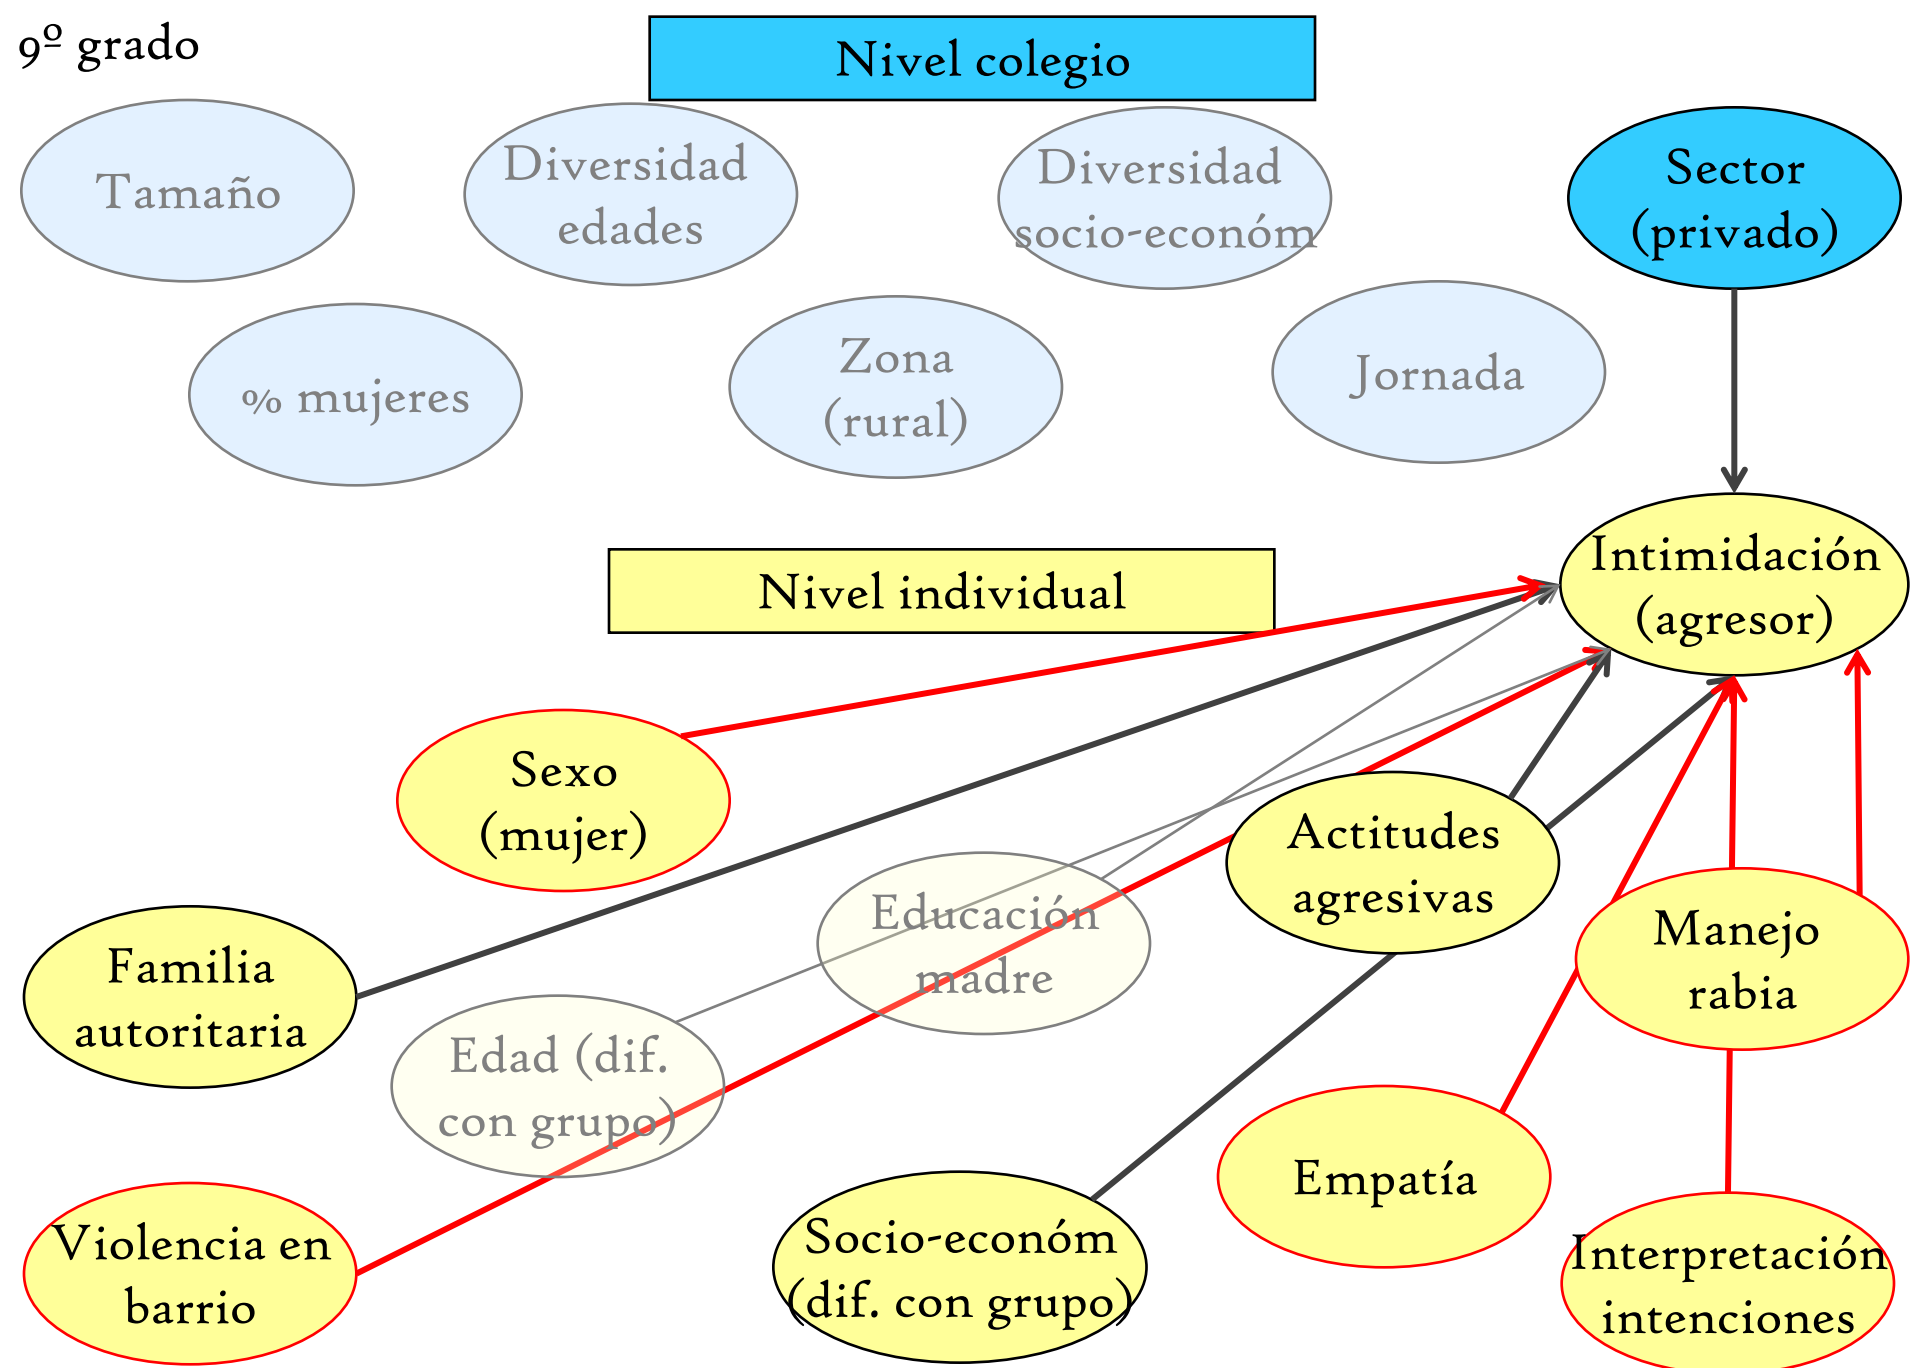 9º grado
Nivel colegio
Tamaño
Diversidad
edades
Diversidad
socio-económ
Sector
(privado)
% mujeres
Zona
(rural)
Jornada
Intimidación
(agresor)
Nivel individual
Sexo
(mujer)
Actitudes
agresivas
Educación
madre
Manejo
rabia
Familia
autoritaria
Edad (dif.
con grupo)
Empatía
Violencia en
barrio
Socio-económ
(dif. con grupo)
Interpretación
intenciones